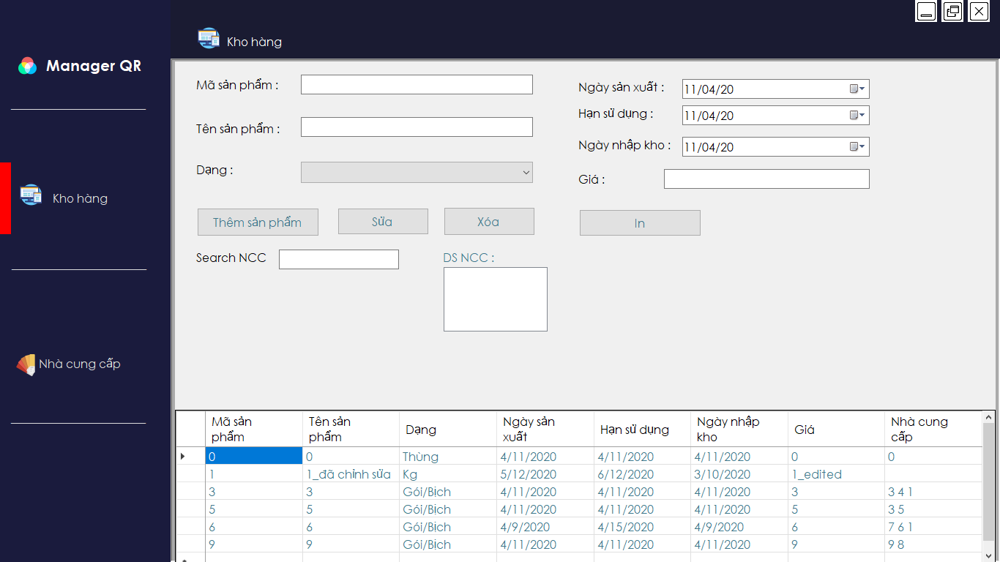 Manager QR
Kho hàng
Nhà cung cấp
Kho hàng
Mã sản phẩm :
Tên sản phẩm :
Dạng :
Ngày sản xuất : 11/04/20
Hạn sử dụng : 11/04/20
Ngày nhập kho : 11/04/20
Giá :
Thêm sản phẩm Sửa Xóa In
Search NCC DS NCC :
Mã sản phẩm Tên sản phẩm Dạng Ngày sản xuất Hạn sử dụng Ngày nhập kho Giá Nhà cung cấp
0 0 Thùng 4/11/2020 4/11/2020 4/11/2020 0 0
1 1_đã chỉnh sửa Kg 5/12/2020 6/12/2020 3/10/2020 1_edited
3 3 Gói/Bịch 4/11/2020 4/11/2020 4/11/2020 3 3 4 1
5 5 Gói/Bịch 4/11/2020 4/11/2020 4/11/2020 5 3 5
6 6 Gói/Bịch 4/9/2020 4/15/2020 4/9/2020 6 7 6 1
9 9 Gói/Bịch 4/11/2020 4/11/2020 4/11/2020 9 9 8